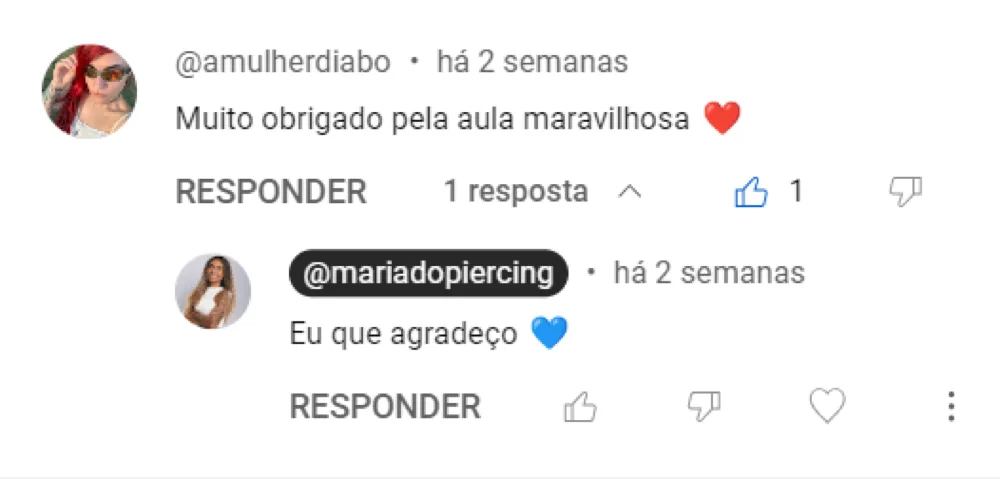 @amulherdiabo • há 2 semanas
Muito obrigado pela aula maravilhosa ❤️
RESPONDER 1 resposta 1
@mariadopiercing • há 2 semanas
Eu que agradeço 💙
RESPONDER